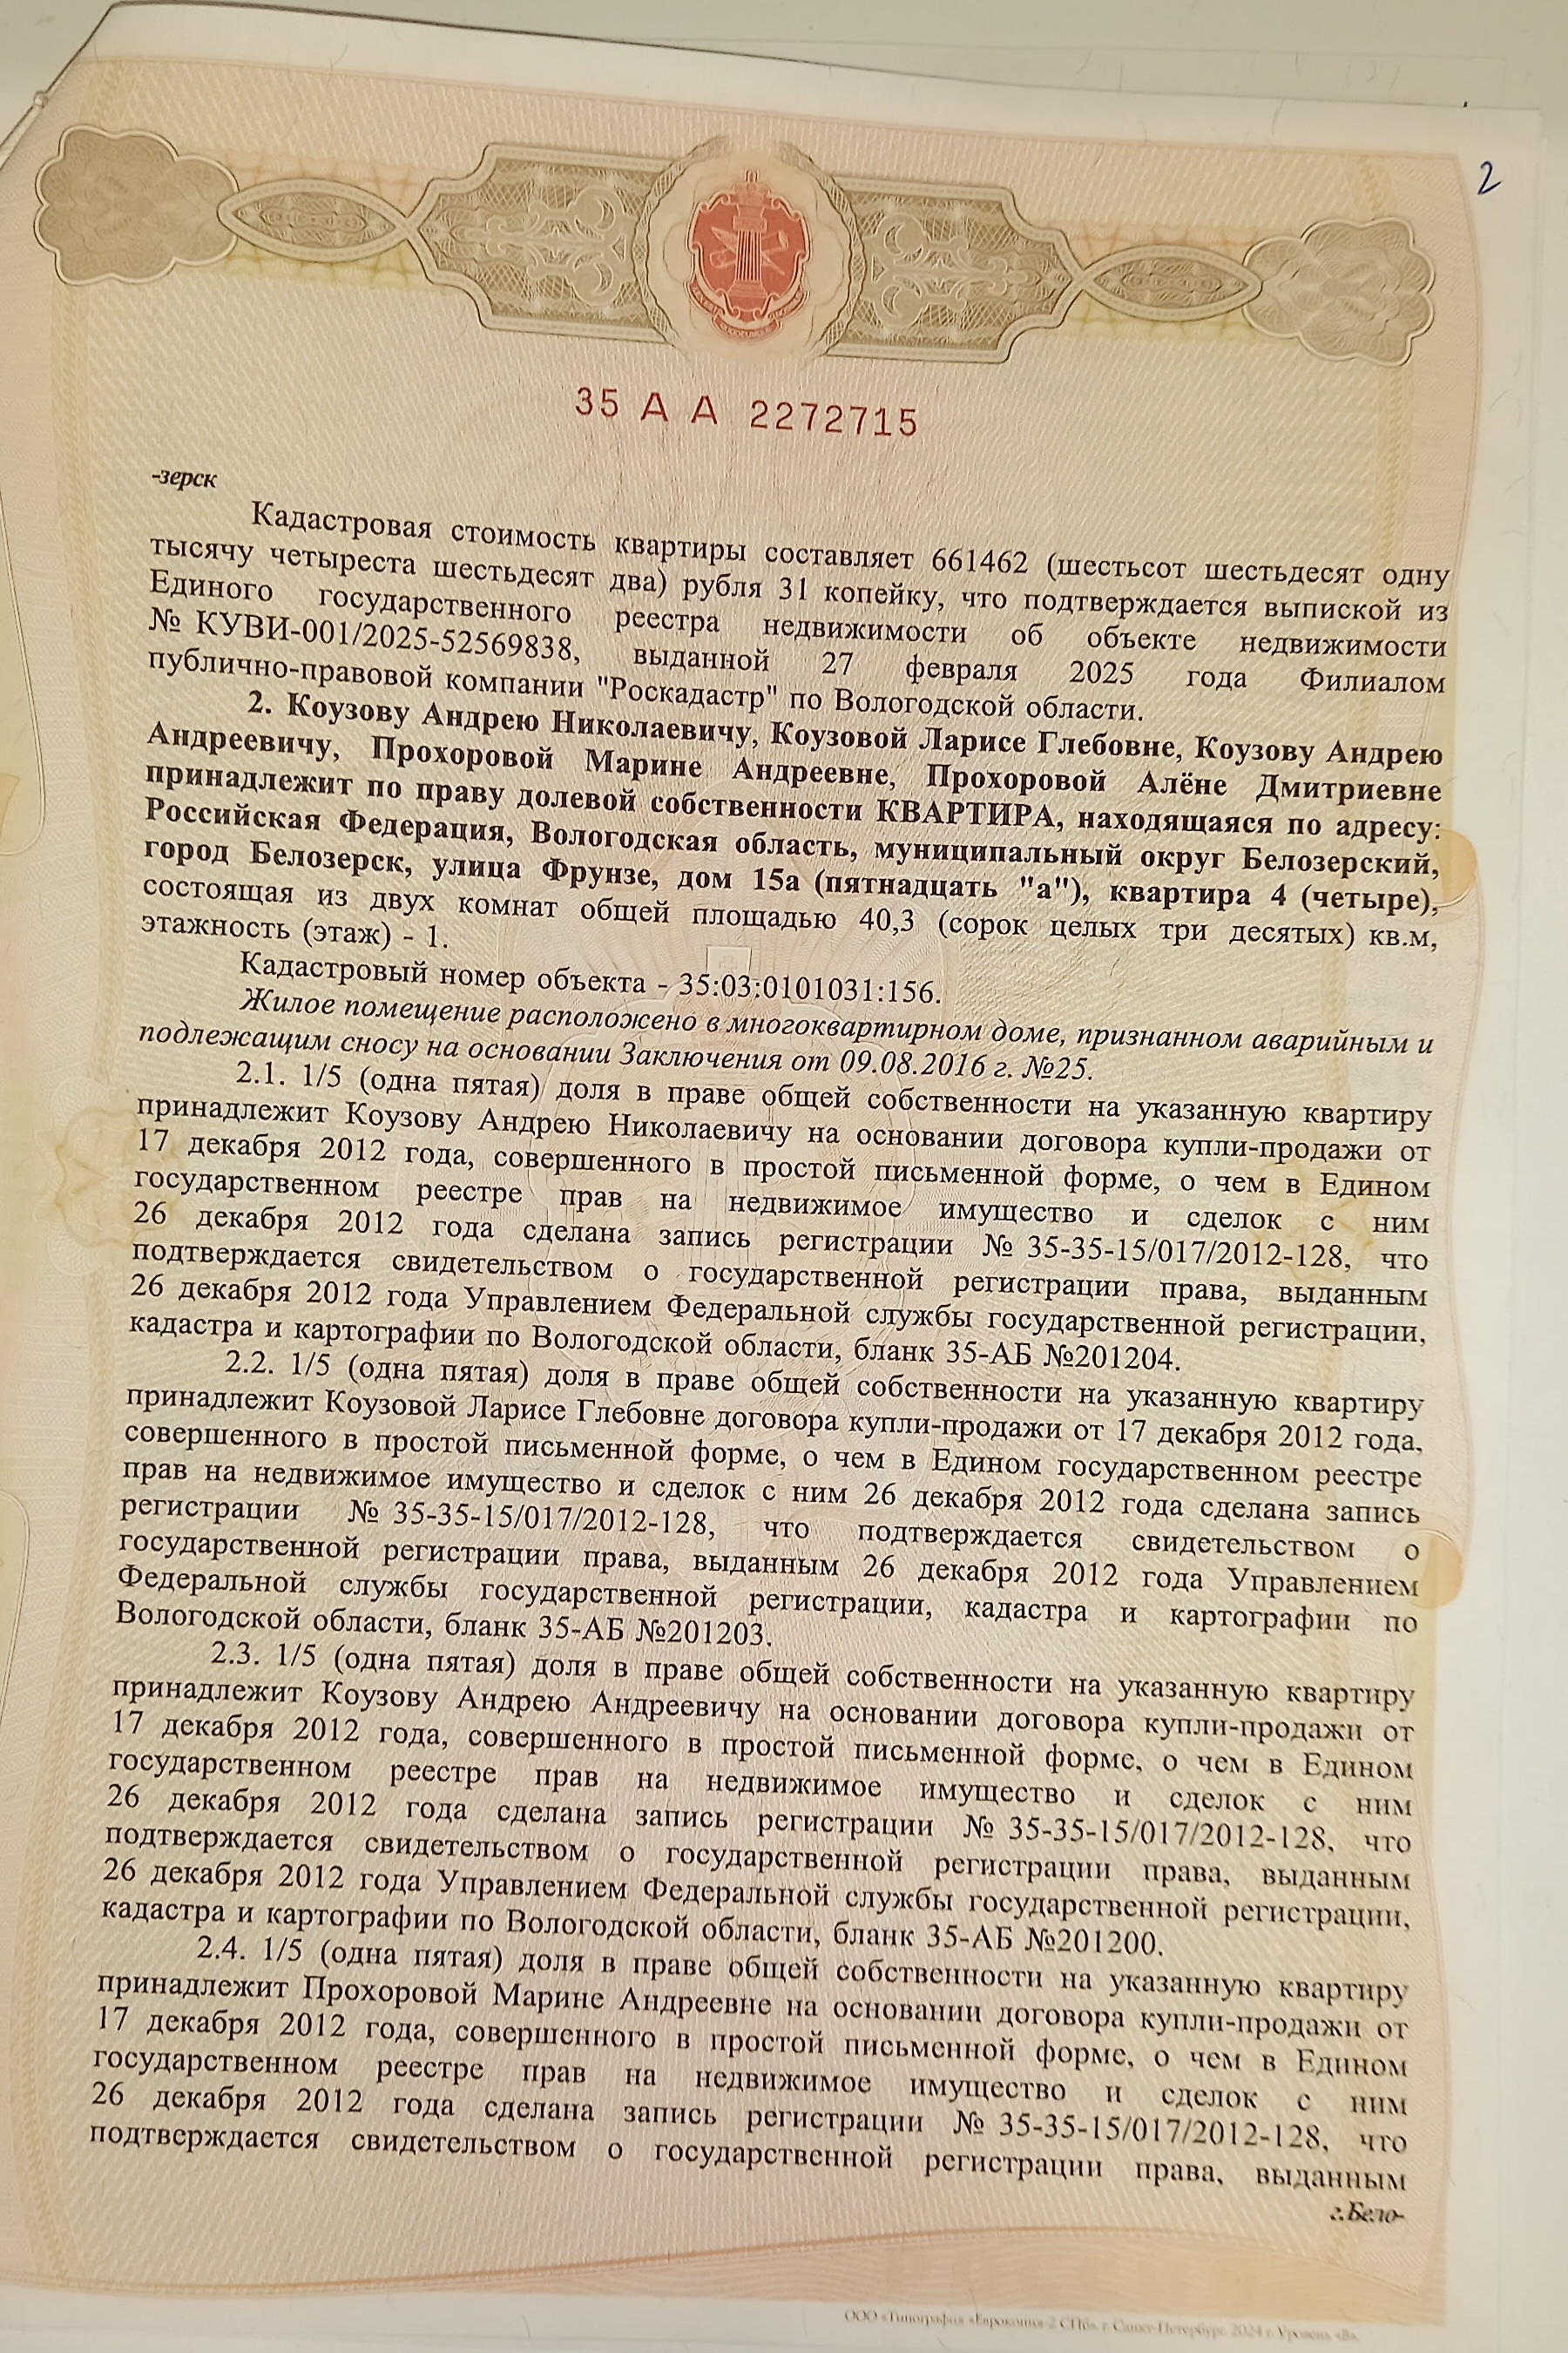 2
35 А А 2272715
-зерск
Кадастровая стоимость квартиры составляет 661462 (шестьсот шестьдесят одну
тысячу четыреста шестьдесят два) рубля 31 копейку, что подтверждается выпиской из
Единого государственного реестра недвижимости об объекте недвижимости
№ КУВИ-001/2025-52569838, выданной 27 февраля 2025 года Филиалом
публично-правовой компании "Роскадастр" по Вологодской области.
2. Коузову Андрею Николаевичу, Коузовой Ларисе Глебовне, Коузову Андрею
Андреевичу, Прохоровой Марине Андреевне, Прохоровой Алёне Дмитриевне
принадлежит по праву долевой собственности КВАРТИРА, находящаяся по адресу:
Российская Федерация, Вологодская область, муниципальный округ Белозерский,
город Белозерск, улица Фрунзе, дом 15а (пятнадцать "а"), квартира 4 (четыре),
состоящая из двух комнат общей площадью 40,3 (сорок целых три десятых) кв.м,
этажность (этаж) - 1.
Кадастровый номер объекта - 35:03:0101031:156.
Жилое помещение расположено в многоквартирном доме, признанном аварийным и
подлежащим сносу на основании Заключения от 09.08.2016 г. №25.
2.1. 1/5 (одна пятая) доля в праве общей собственности на указанную квартиру
принадлежит Коузову Андрею Николаевичу на основании договора купли-продажи от
17 декабря 2012 года, совершенного в простой письменной форме, о чем в Едином
государственном реестре прав на недвижимое имущество и сделок с ним
26 декабря 2012 года сделана запись регистрации № 35-35-15/017/2012-128, что
подтверждается свидетельством о государственной регистрации права, выданным
26 декабря 2012 года Управлением Федеральной службы государственной регистрации,
кадастра и картографии по Вологодской области, бланк 35-АБ №201204.
2.2. 1/5 (одна пятая) доля в праве общей собственности на указанную квартиру
принадлежит Коузовой Ларисе Глебовне договора купли-продажи от 17 декабря 2012 года,
совершенного в простой письменной форме, о чем в Едином государственном реестре
прав на недвижимое имущество и сделок с ним 26 декабря 2012 года сделана запись
регистрации № 35-35-15/017/2012-128, что подтверждается свидетельством о
государственной регистрации права, выданным 26 декабря 2012 года Управлением
Федеральной службы государственной регистрации, кадастра и картографии по
Вологодской области, бланк 35-АБ №201203.
2.3. 1/5 (одна пятая) доля в праве общей собственности на указанную квартиру
принадлежит Коузову Андрею Андреевичу на основании договора купли-продажи от
17 декабря 2012 года, совершенного в простой письменной форме, о чем в Едином
государственном реестре прав на недвижимое имущество и сделок с ним
26 декабря 2012 года сделана запись регистрации № 35-35-15/017/2012-128, что
подтверждается свидетельством о государственной регистрации права, выданным
26 декабря 2012 года Управлением Федеральной службы государственной регистрации,
кадастра и картографии по Вологодской области, бланк 35-АБ №201200.
2.4. 1/5 (одна пятая) доля в праве общей собственности на указанную квартиру
принадлежит Прохоровой Марине Андреевне на основании договора купли-продажи от
17 декабря 2012 года, совершенного в простой письменной форме, о чем в Едином
государственном реестре прав на недвижимое имущество и сделок с ним
26 декабря 2012 года сделана запись регистрации № 35-35-15/017/2012-128, что
подтверждается свидетельством о государственной регистрации права, выданным
г.Бело-
ООО «Типография «Еврокопия-2 СПб». г. Санкт-Петербург. 2024 г. Уровень «В».